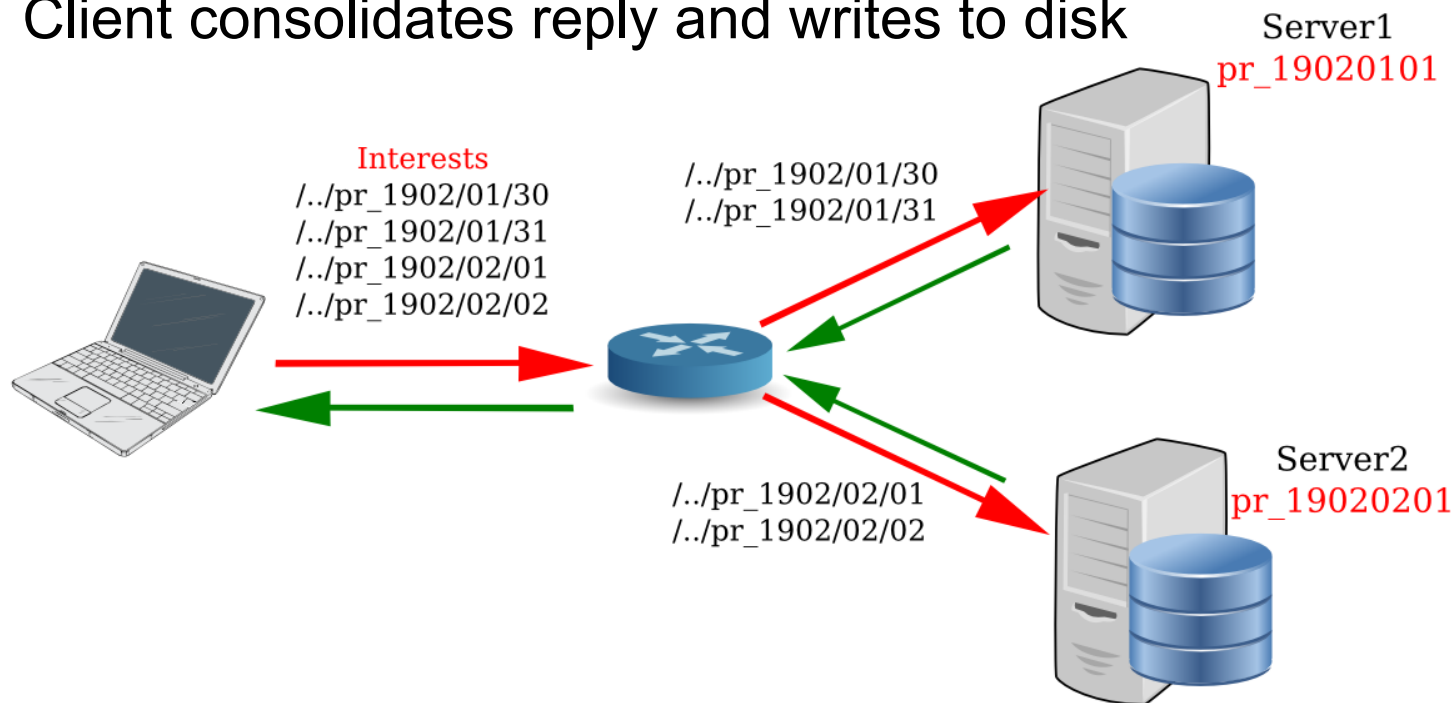 Client consolidates reply and writes to disk
Server1
pr_19020101
Interests
/../pr_1902/01/30
/../pr_1902/01/31
/../pr_1902/02/01
/../pr_1902/02/02
/../pr_1902/01/30
/../pr_1902/01/31
/../pr_1902/02/01
/../pr_1902/02/02
Server2
pr_19020201